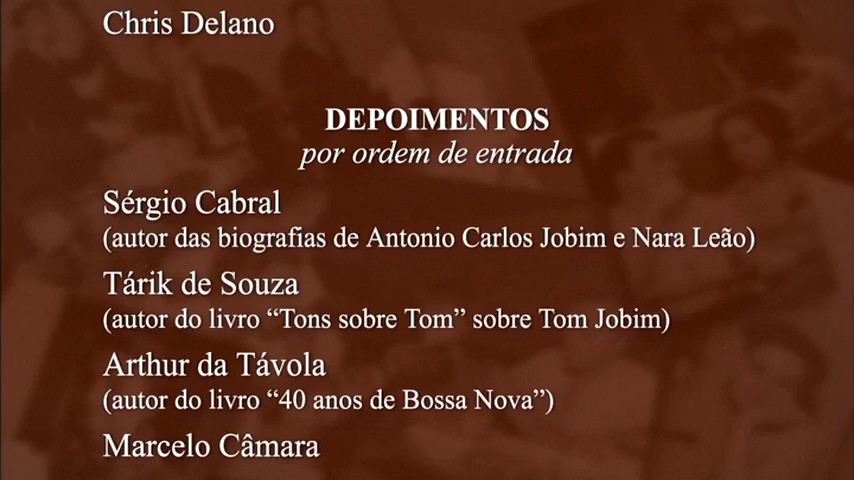 Chris Delano
DEPOIMENTOS
por ordem de entrada
Sérgio Cabral
(autor das biografias de Antonio Carlos Jobim e Nara Leão)
Tárik de Souza
(autor do livro “Tons sobre Tom” sobre Tom Jobim)
Arthur da Távola
(autor do livro “40 anos de Bossa Nova”)
Marcelo Câmara